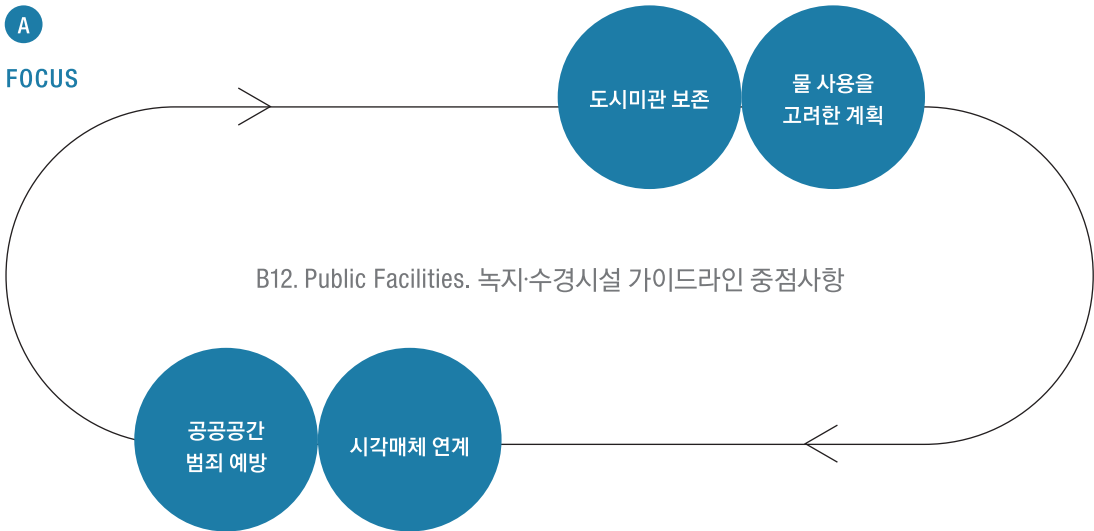 A
FOCUS
도시미관 보존
물 사용을
고려한 계획
B12. Public Facilities. 녹지·수경시설 가이드라인 중점사항
공공공간
범죄 예방
시각매체 연계